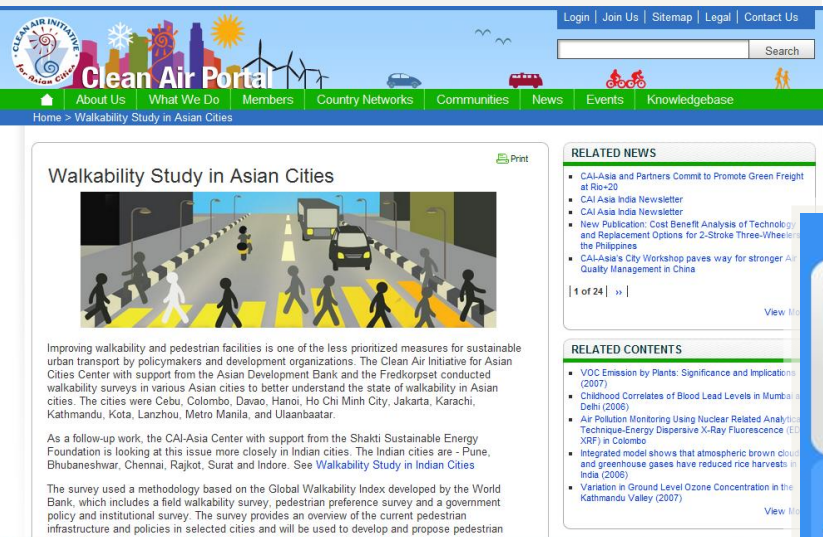 CLEAN AIR INITIATIVE
for Asian Cities
Clean Air Portal
Login | Join Us | Sitemap | Legal | Contact Us
Search
About Us
What We Do
Members
Country Networks
Communities
News
Events
Knowledgebase
Home > Walkability Study in Asian Cities
Print
Walkability Study in Asian Cities
Improving walkability and pedestrian facilities is one of the less prioritized measures for sustainable
urban transport by policymakers and development organizations. The Clean Air Initiative for Asian
Cities Center with support from the Asian Development Bank and the Fredkorpset conducted
walkability surveys in various Asian cities to better understand the state of walkability in Asian
cities. The cities were Cebu, Colombo, Davao, Hanoi, Ho Chi Minh City, Jakarta, Karachi,
Kathmandu, Kota, Lanzhou, Metro Manila, and Ulaanbaatar.
As a follow-up work, the CAI-Asia Center with support from the Shakti Sustainable Energy
Foundation is looking at this issue more closely in Indian cities. The Indian cities are - Pune,
Bhubaneshwar, Chennai, Rajkot, Surat and Indore. See Walkability Study in Indian Cities
The survey used a methodology based on the Global Walkability Index developed by the World
Bank, which includes a field walkability survey, pedestrian preference survey and a government
policy and institutional survey. The survey provides an overview of the current pedestrian
infrastructure and policies in selected cities and will be used to develop and propose pedestrian
RELATED NEWS
CAI-Asia and Partners Commit to Promote Green Freight
at Rio+20
CAI Asia India Newsletter
CAI Asia India Newsletter
New Publication: Cost Benefit Analysis of Technology
and Replacement Options for 2-Stroke Three-Wheelers
the Philippines
CAI-Asia's City Workshop paves way for stronger Air
Quality Management in China
| 1 of 24 | ›› |
View
RELATED CONTENTS
VOC Emission by Plants: Significance and Implications
(2007)
Childhood Correlates of Blood Lead Levels in Mumbai
Delhi (2006)
Air Pollution Monitoring Using Nuclear Related
Technique-Energy Dispersive X-Ray Fluorescence
XRF) in Colombo
Integrated model shows that atmospheric brown
and greenhouse gases have reduced rice harvests
India (2006)
Variation in Ground Level Ozone Concentration in the
Kathmandu Valley (2007)
View